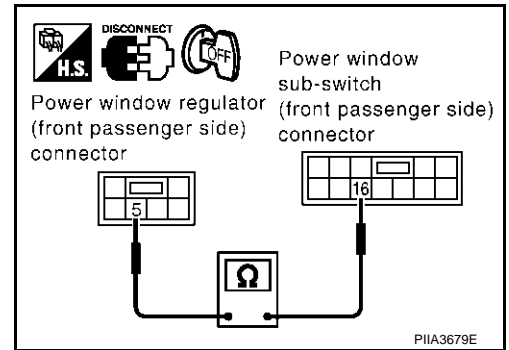 DISCONNECT
H.S.
OFF
Power window regulator
(front passenger side)
connector
Power window
sub-switch
(front passenger side)
connector
5
16
Ω
PIIA3679E